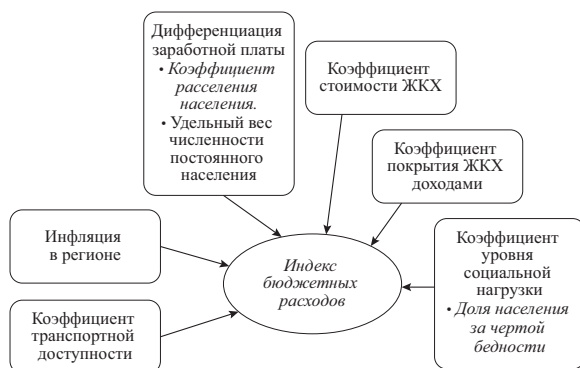 Дифференциация
заработной платы
• Коэффициент
расселения
населения.
• Удельный вес
численности
постоянного
населения
Коэффициент
стоимости ЖКХ
Коэффициент
покрытия ЖКХ
доходами
Инфляция
в регионе
Индекс
бюджетных
расходов
Коэффициент
уровня
социальной
нагрузки
• Доля населения
за чертой
бедности
Коэффициент
транспортной
доступности